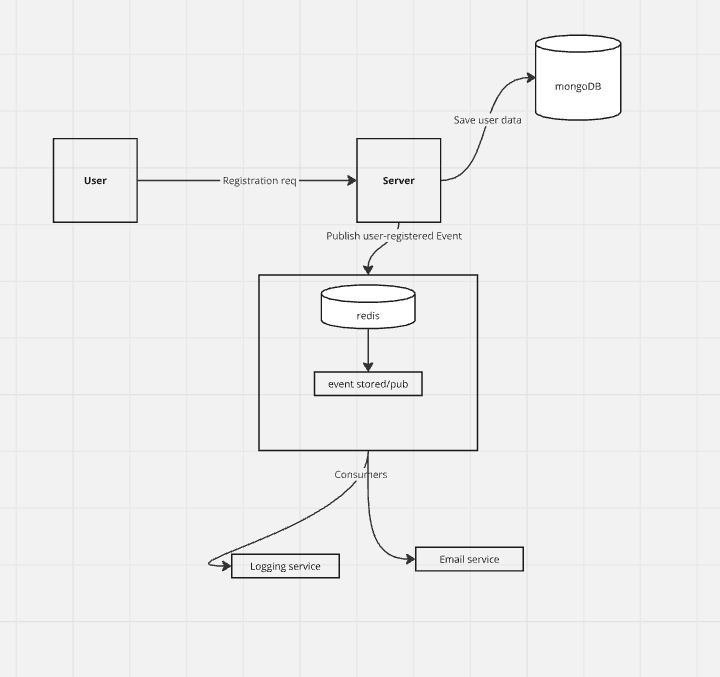 mongoDB
Save user data
User
Registration req
Server
Publish user-registered Event
redis
event stored/pub
Consumers
Logging service
Email service